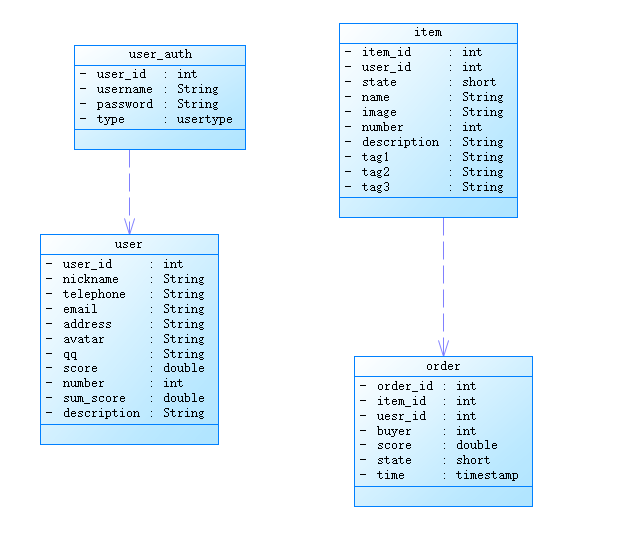 user_auth
- user_id : int
- username : String
- password : String
- type : usertype
item
- item_id : int
- user_id : int
- state : short
- name : String
- image : String
- number : int
- description : String
- tag1 : String
- tag2 : String
- tag3 : String
user
- user_id : int
- nickname : String
- telephone : String
- email : String
- address : String
- avatar : String
- qq : String
- score : double
- number : int
- sum_score : double
- description : String
order
- order_id : int
- item_id : int
- uesr_id : int
- buyer : int
- score : double
- state : short
- time : timestamp